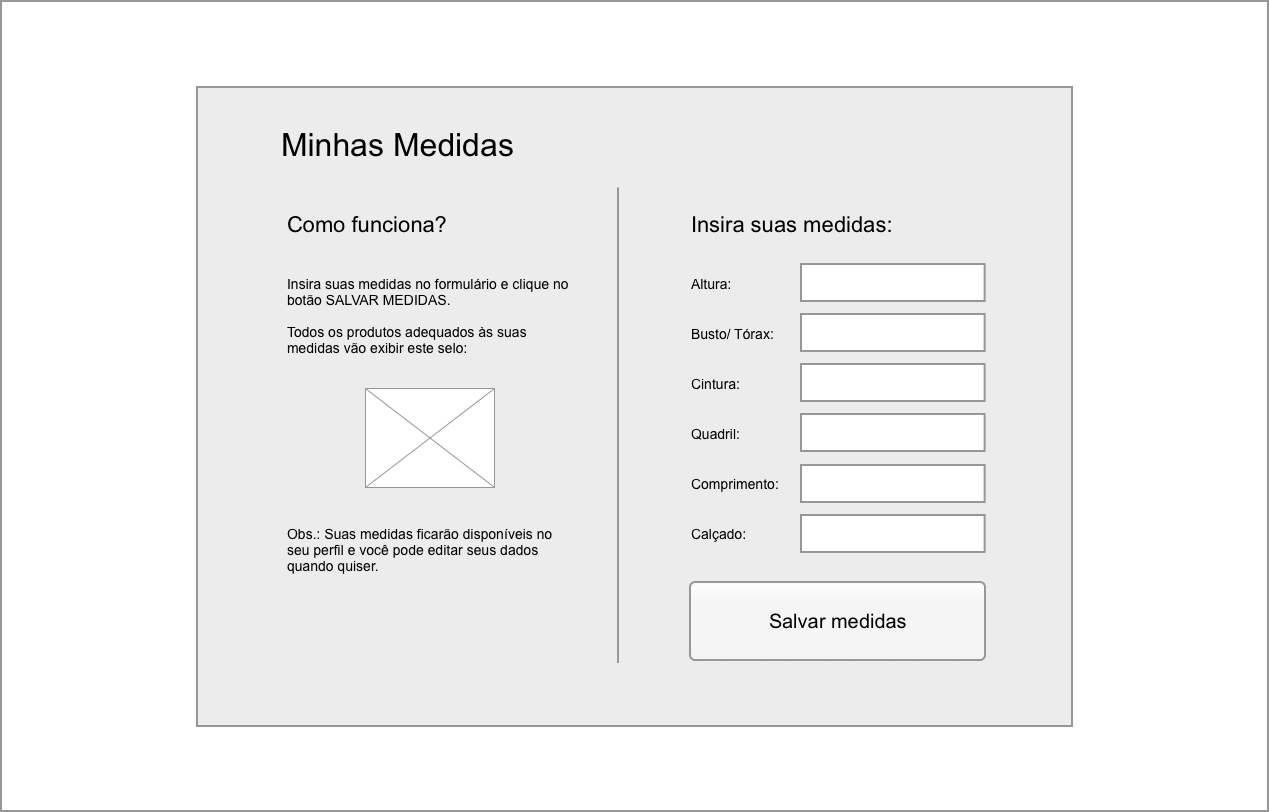 Minhas Medidas
Como funciona?
Insira suas medidas no formulário e clique no
botão SALVAR MEDIDAS.
Todos os produtos adequados às suas
medidas vão exibir este selo:
Obs.: Suas medidas ficarão disponíveis no
seu perfil e você pode editar seus dados
quando quiser.
Insira suas medidas:
Altura:
Busto/ Tórax:
Cintura:
Quadril:
Comprimento:
Calçado:
Salvar medidas